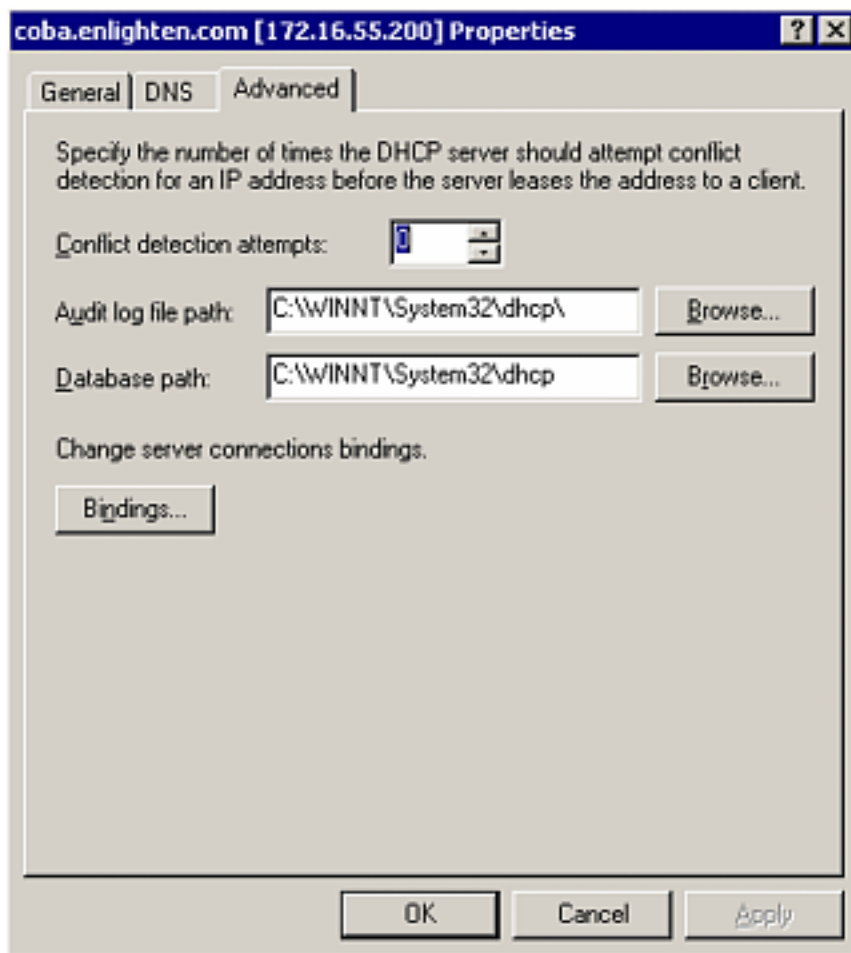 coba.enlighten.com [172.16.55.200] Properties
General DNS Advanced
Specify the number of times the DHCP server should attempt conflict
detection for an IP address before the server leases the address to a client.
Conflict detection attempts: 0
Audit log file path: C:\WINNT\System32\dhcp\ Browse...
Database path: C:\WINNT\System32\dhcp Browse...
Change server connections bindings.
Bindings...
OK Cancel Apply